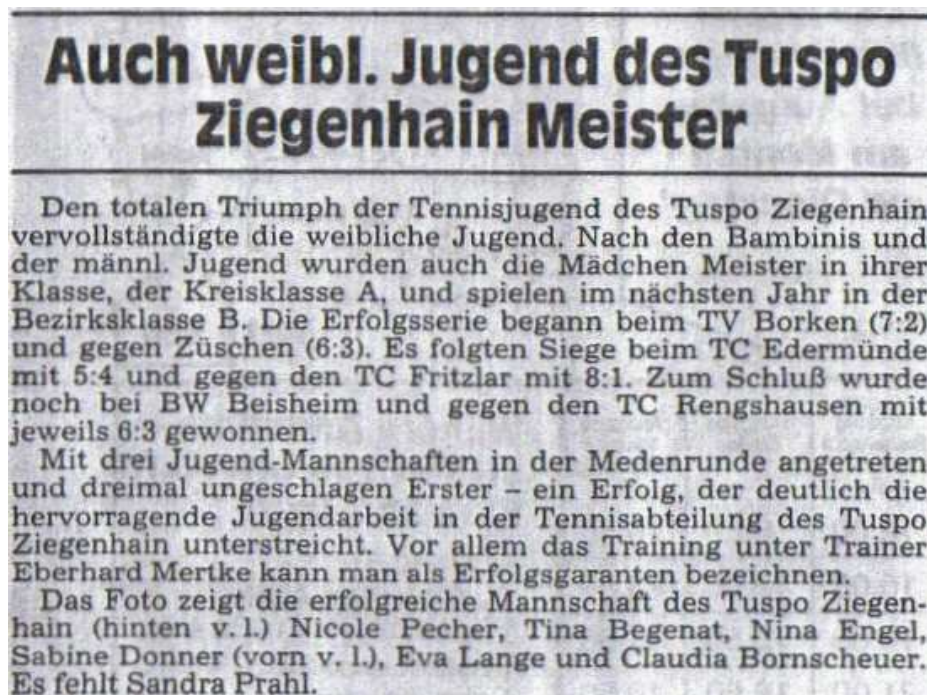 Auch weibl. Jugend des Tuspo
Ziegenhain Meister
Den totalen Triumph der Tennisjugend des Tuspo Ziegenhain
vervollständigte die weibliche Jugend. Nach den Bambinis und
der männl. Jugend wurden auch die Mädchen Meister in ihrer
Klasse, der Kreisklasse A, und spielen im nächsten Jahr in der
Bezirksklasse B. Die Erfolgsserie begann beim TV Borken (7:2)
und gegen Züschen (6:3). Es folgten Siege beim TC Edermünde
mit 5:4 und gegen den TC Fritzlar mit 8:1. Zum Schluß wurde
noch bei BW Beisheim und gegen den TC Rengshausen mit
jeweils 6:3 gewonnen.
Mit drei Jugend-Mannschaften in der Medenrunde angetreten
und dreimal ungeschlagen Erster – ein Erfolg, der deutlich die
hervorragende Jugendarbeit in der Tennisabteilung des Tuspo
Ziegenhain unterstreicht. Vor allem das Training unter Trainer
Eberhard Mertke kann man als Erfolgsgaranten bezeichnen.
Das Foto zeigt die erfolgreiche Mannschaft des Tuspo Ziegen-
hain (hinten v. l.) Nicole Pecher, Tina Begenat, Nina Engel,
Sabine Donner (vorn v. l.), Eva Lange und Claudia Bornscheuer.
Es fehlt Sandra Prahl.